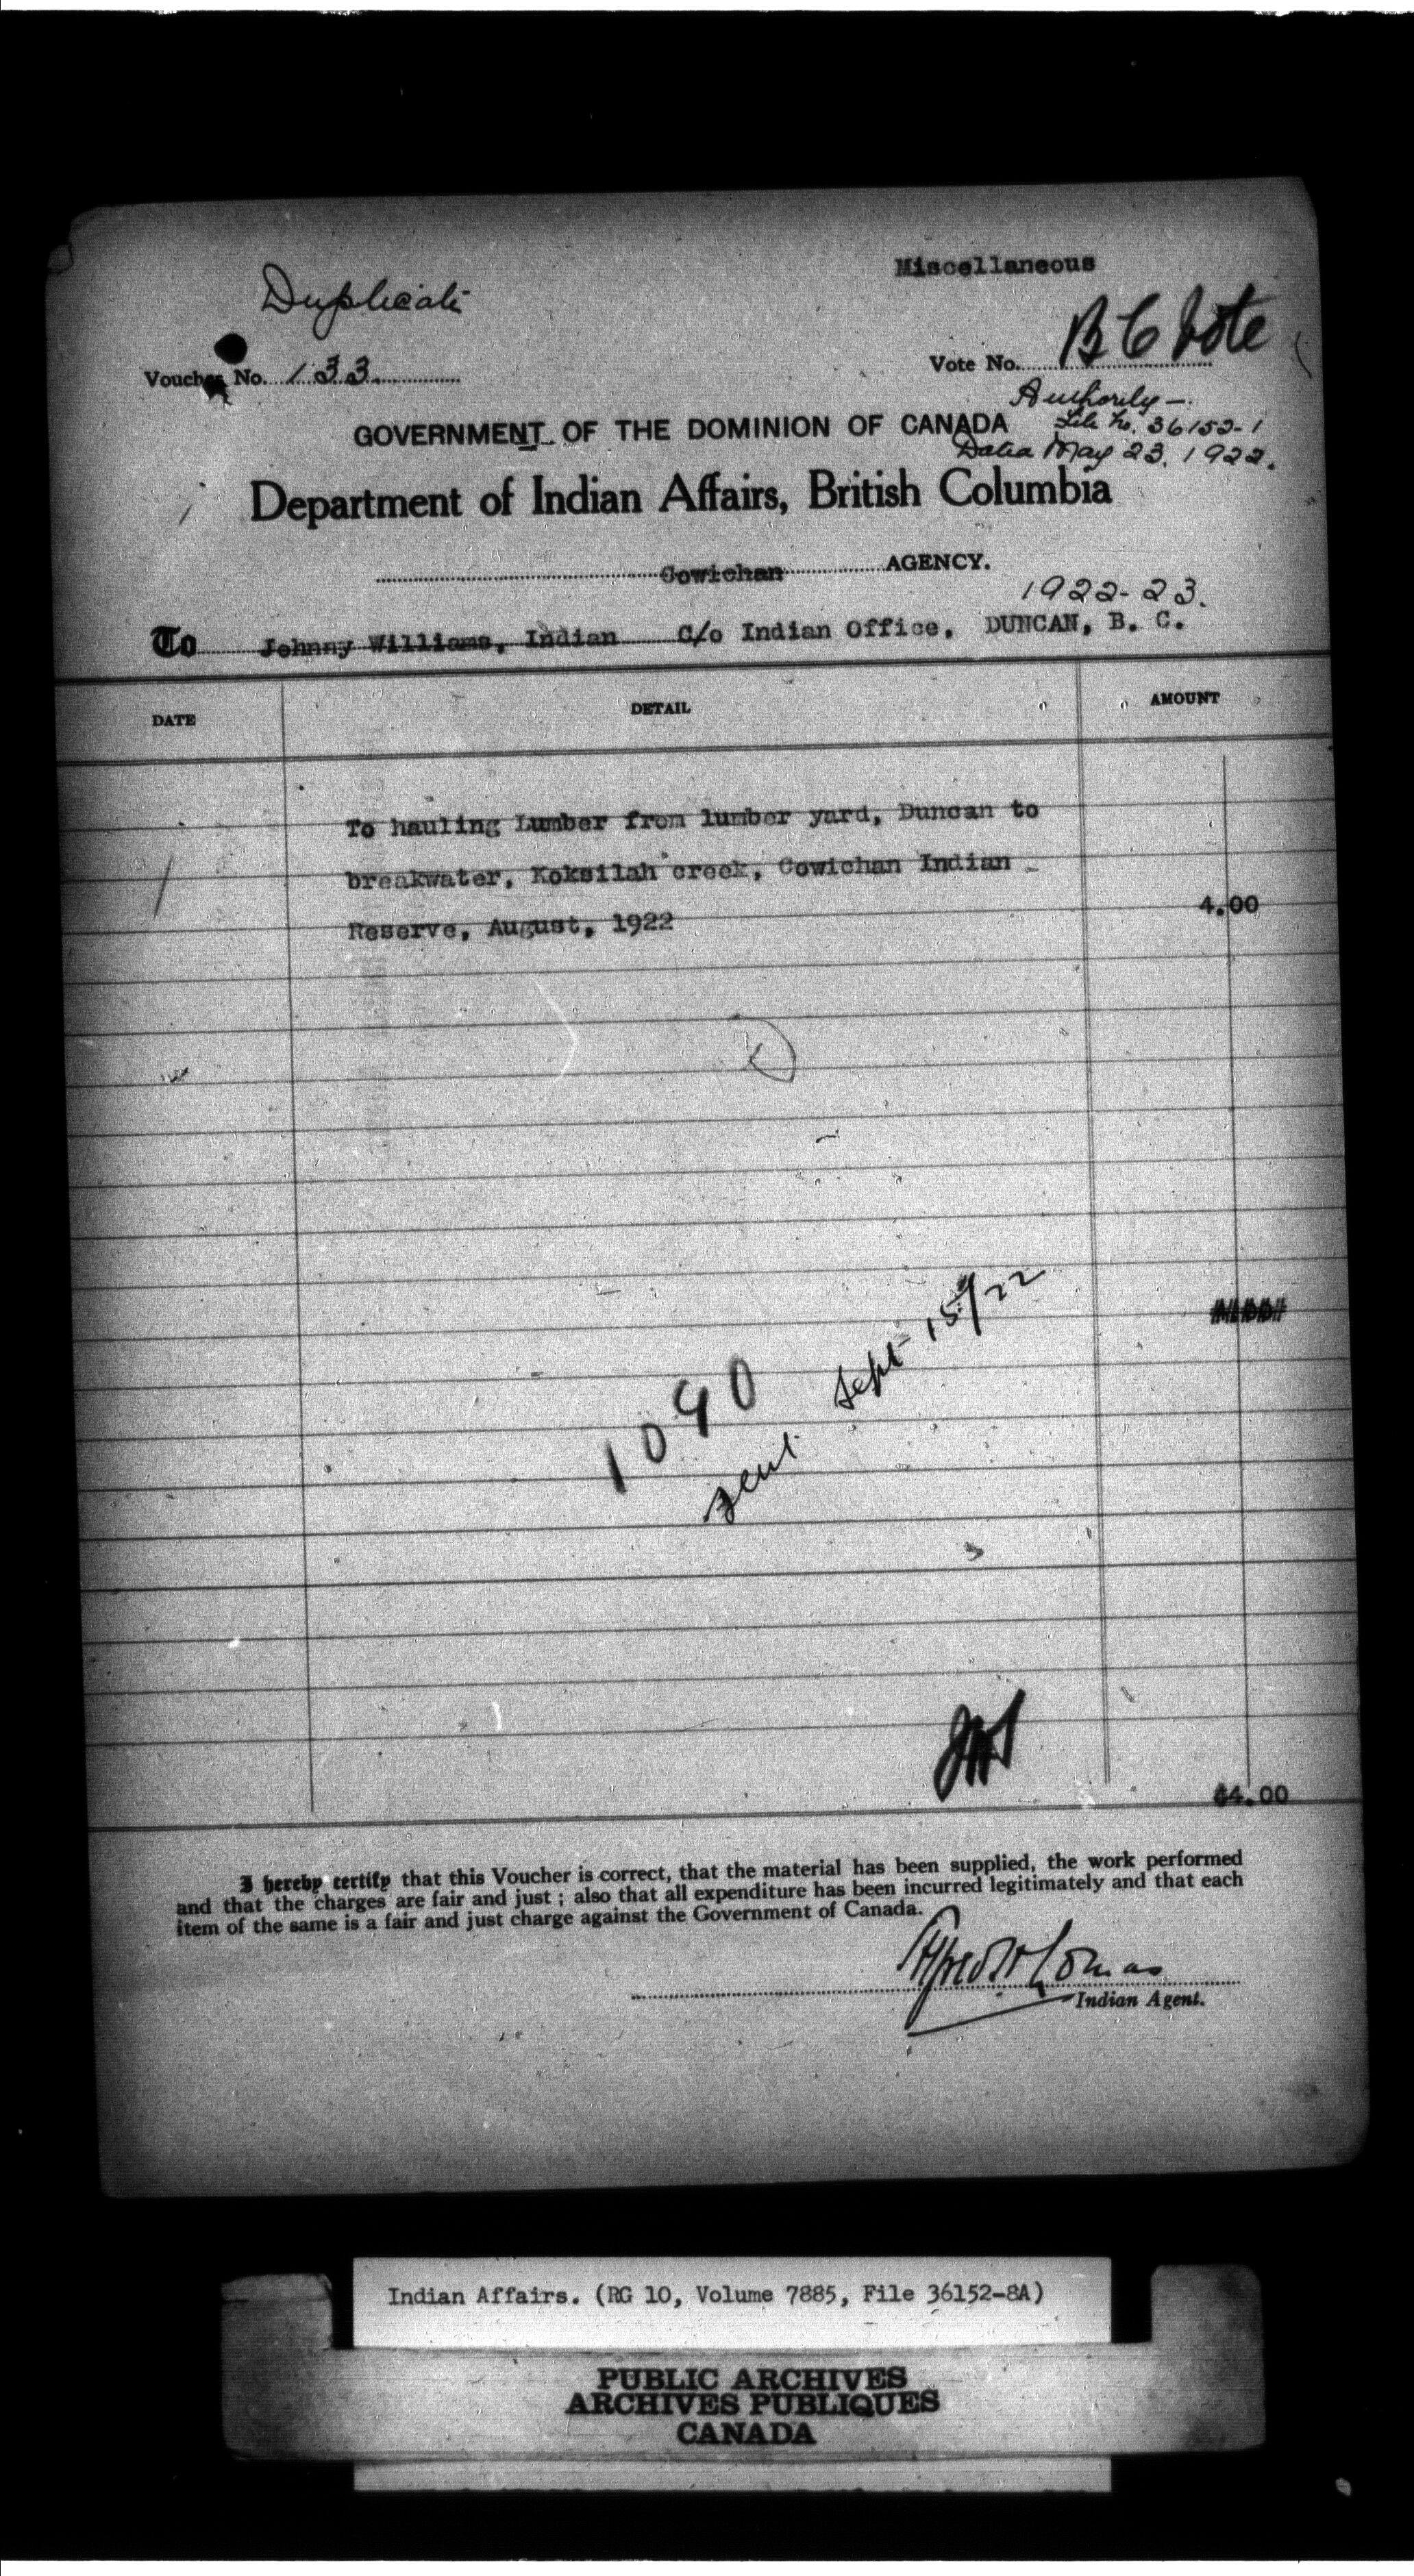 Miscellaneous
Duplicate
Voucher No. 133
Vote No. B C Vote
Authority -
File No. 36152-1
GOVERNMENT OF THE DOMINION OF CANADA
Dated May 23. 1922.
Department of Indian Affairs, British Columbia
Cowichan AGENCY.
1922-23.
To Johnny Williams, Indian C/o Indian Office, DUNCAN, B. C.
DATE DETAIL AMOUNT
To hauling Lumber from lumber yard, Duncan to
breakwater, Koksilah creek, Cowichan Indian
Reserve, August, 1922 4.00
1090
sent Sept 15/22
$4.00
I hereby certify that this Voucher is correct, that the material has been supplied, the work performed
and that the charges are fair and just ; also that all expenditure has been incurred legitimately and that each
item of the same is a fair and just charge against the Government of Canada.
Alfred H Lomas
Indian Agent.
Indian Affairs. (RG 10, Volume 7885, File 36152-8A)
PUBLIC ARCHIVES
ARCHIVES PUBLIQUES
CANADA